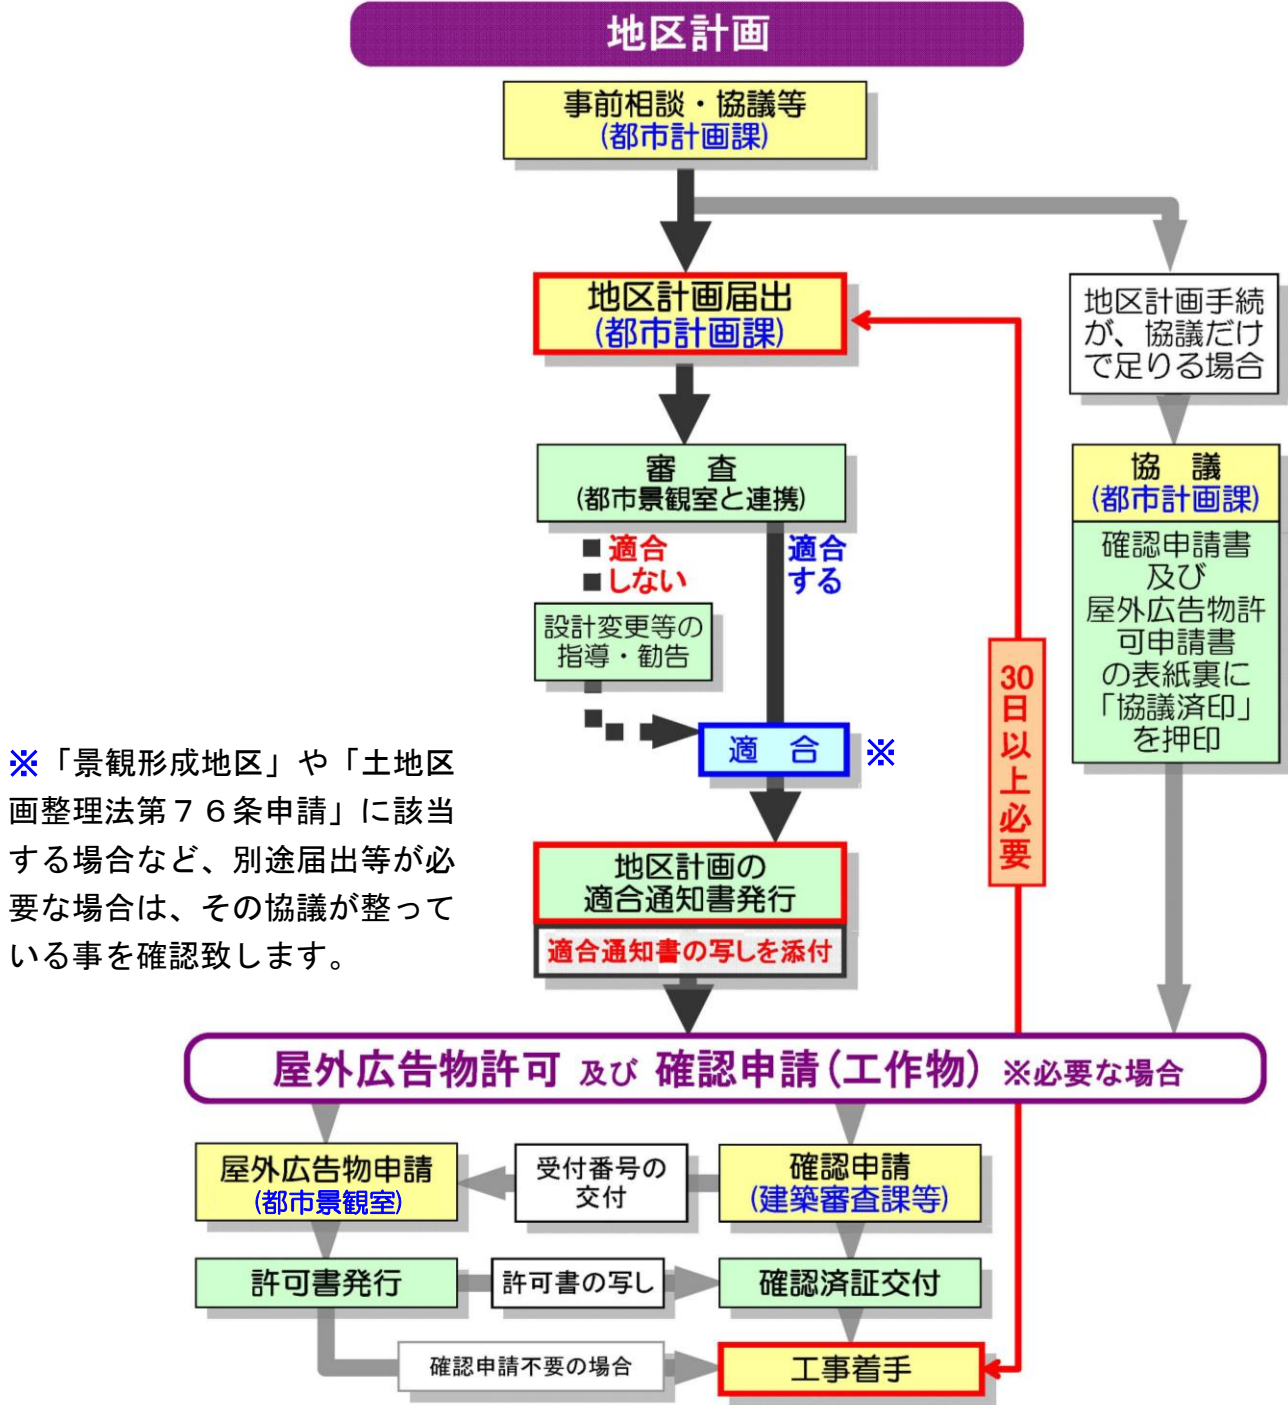 地区計画
事前相談・協議等
(都市計画課)
地区計画届出
(都市計画課)
地区計画手続
が、協議だけ
で足りる場合
審　査
(都市景観室と連携)
協　議
(都市計画課)
確認申請書
及び
屋外広告物許
可申請書
の表紙裏に
「協議済印」
を押印
適合
しない
適合
する
設計変更等の
指導・勧告
30
日
以
上
必
要
適　合
※
※「景観形成地区」や「土地区
画整理法第７６条申請」に該当
する場合など、別途届出等が必
要な場合は、その協議が整って
いる事を確認致します。
地区計画の
適合通知書発行
適合通知書の写しを添付
屋外広告物許可 及び 確認申請(工作物) ※必要な場合
屋外広告物申請
(都市景観室)
受付番号の
交付
確認申請
(建築審査課等)
許可書発行
許可書の写し
確認済証交付
確認申請不要の場合
工事着手